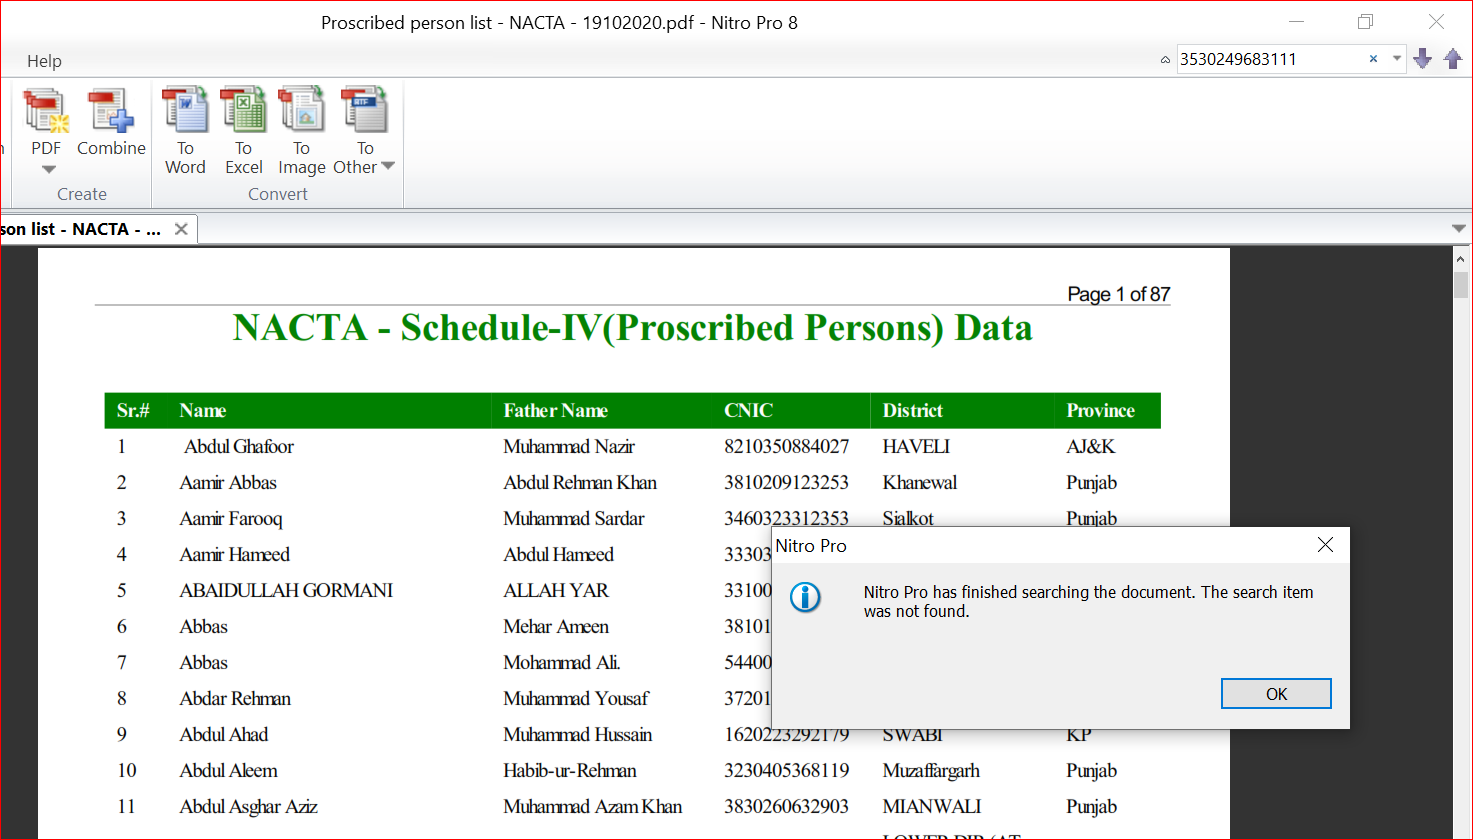 Proscribed person list - NACTA - 19102020.pdf - Nitro Pro 8
Help
3530249683111
PDF Combine To Word To Excel To Image To Other
Create Convert
son list - NACTA - ...
Page 1 of 87
NACTA - Schedule-IV(Proscribed Persons) Data
Sr.# Name Father Name CNIC District Province
1 Abdul Ghafoor Muhammad Nazir 8210350884027 HAVELI AJ&K
2 Aamir Abbas Abdul Rehman Khan 3810209123253 Khanewal Punjab
3 Aamir Farooq Muhammad Sardar 3460323312353 Sialkot Punjab
4 Aamir Hameed Abdul Hameed 33303
5 ABAIDULLAH GORMANI ALLAH YAR 33100
6 Abbas Mehar Ameen 38101
7 Abbas Mohammad Ali. 54400
8 Abdar Rehman Muhammad Yousaf 37201
9 Abdul Ahad Muhammad Hussain 1620223292179 SWABI KP
10 Abdul Aleem Habib-ur-Rehman 3230405368119 Muzaffargarh Punjab
11 Abdul Asghar Aziz Muhammad Azam Khan 3830260632903 MIANWALI Punjab
LOWER DIR (AT
Nitro Pro
Nitro Pro has finished searching the document. The search item
was not found.
OK